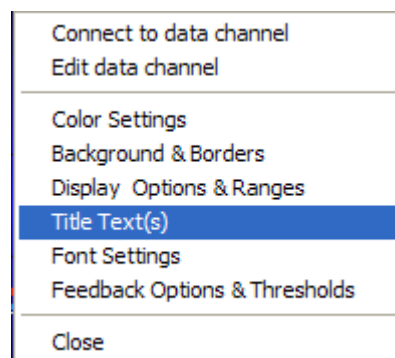 Connect to data channel
Edit data channel
Color Settings
Background & Borders
Display Options & Ranges
Title Text(s)
Font Settings
Feedback Options & Thresholds
Close